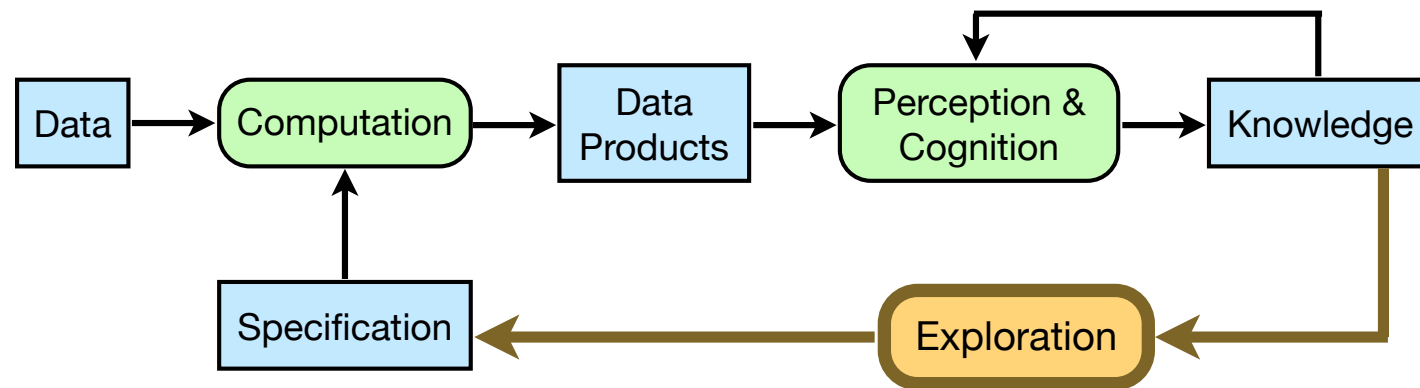 Data
Computation
Data
Products
Perception &
Cognition
Knowledge
Specification
Exploration